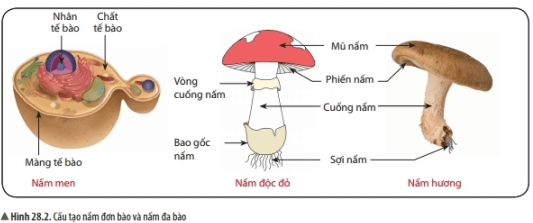 Nhân
tế bào
Chất
tế bào
Màng tế bào
Nấm men
Vòng
cuống nấm
Bao gốc
nấm
Mũ nấm
Phiến nấm
Cuống nấm
Sợi nấm
Nấm độc đỏ
Nấm hương
▲ Hình 28.2. Cấu tạo nấm đơn bào và nấm đa bào